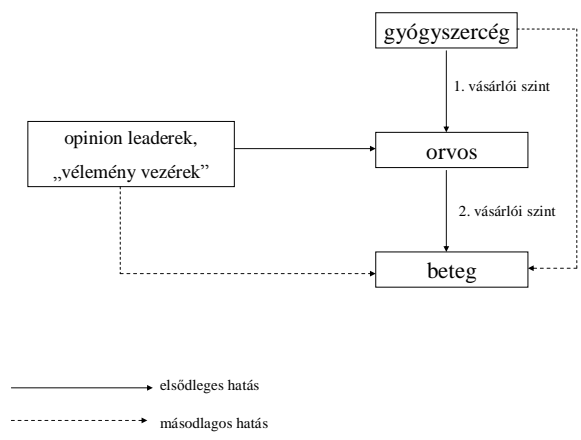 gyógyszercég
1. vásárlói szint
opinion leaderek,
„vélemény vezérek”
orvos
2. vásárlói szint
beteg
elsődleges hatás
másodlagos hatás